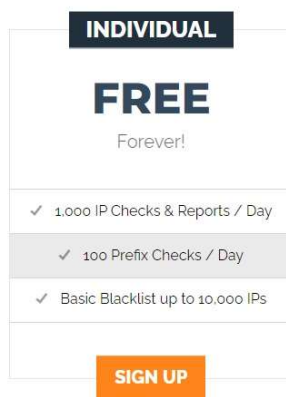 INDIVIDUAL
FREE
Forever!
1,000 IP Checks & Reports / Day
100 Prefix Checks / Day
Basic Blacklist up to 10,000 IPs
SIGN UP